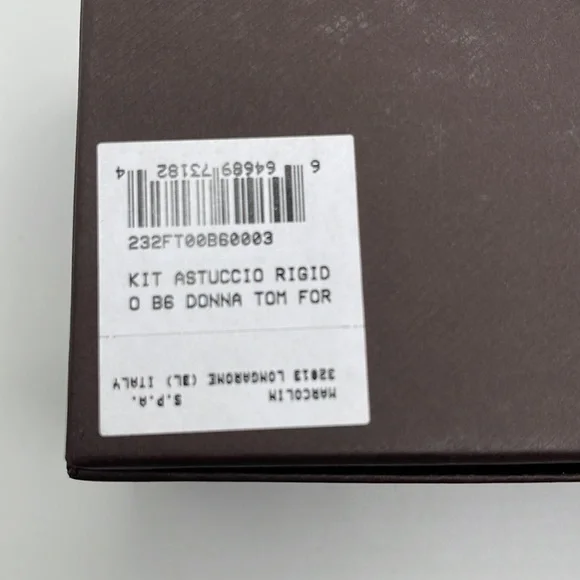 6 64689 73182 4
232FT00B60003
KIT ASTUCCIO RIGID
O B6 DONNA TOM FOR
MARCOLIN S.P.A.
32013 LONGARONE (BL) ITALY